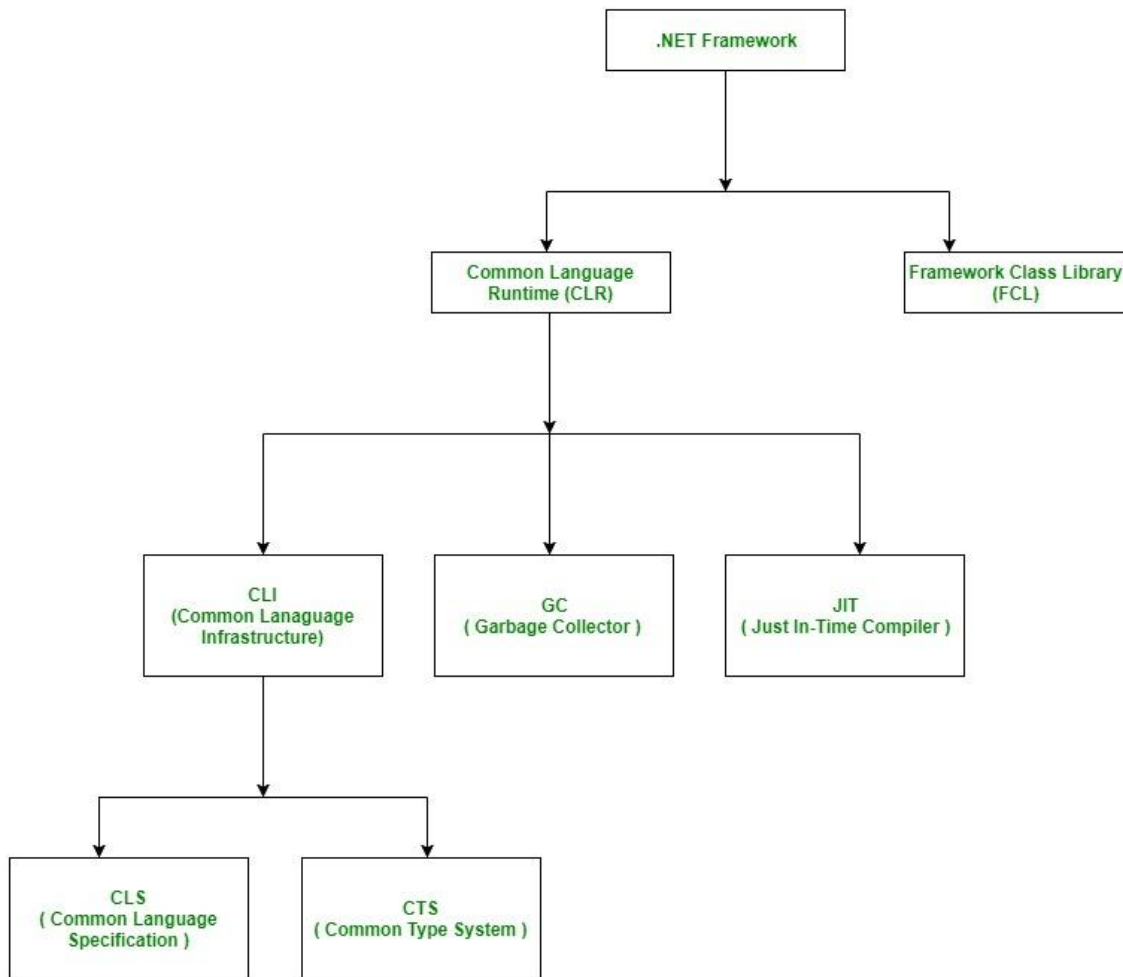 .NET Framework
Common Language
Runtime (CLR)
Framework Class Library
(FCL)
CLI
(Common Lanaguage
Infrastructure)
GC
( Garbage Collector )
JIT
( Just In-Time Compiler )
CLS
( Common Language
Specification )
CTS
( Common Type System )